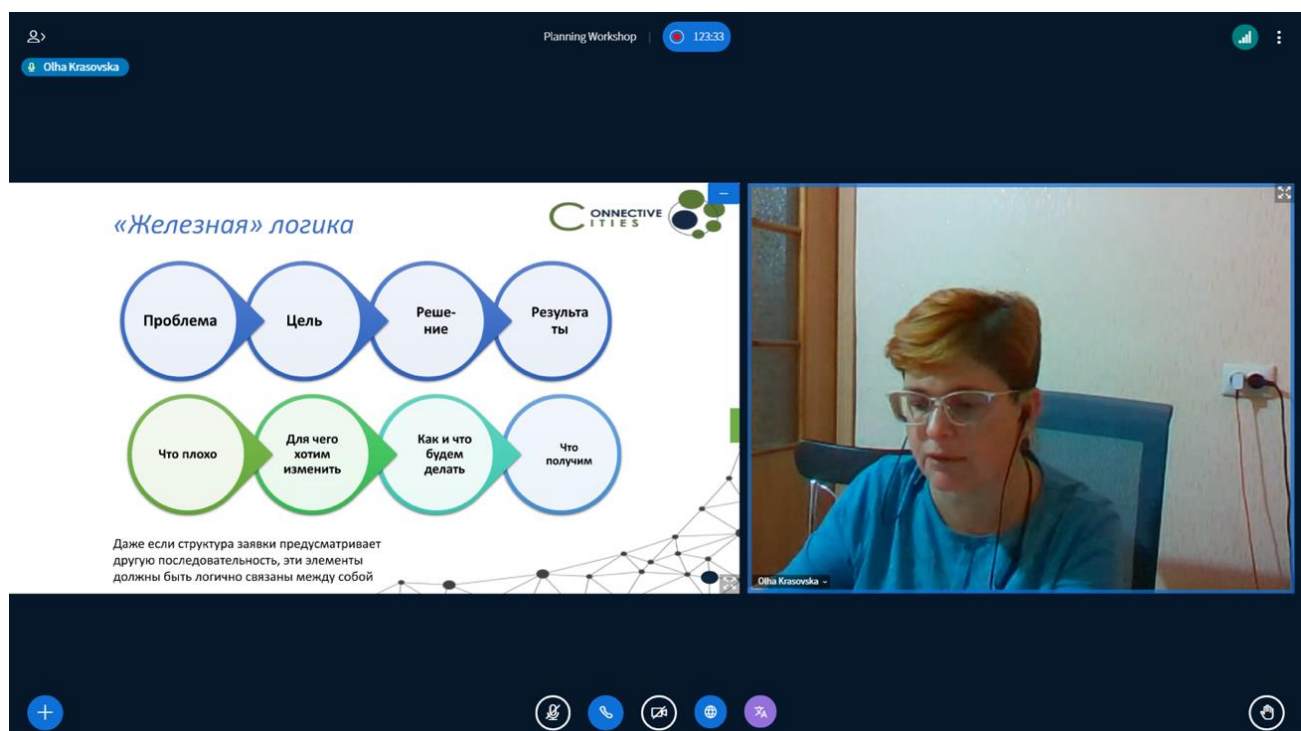 Planning Workshop
123:33
Olha Krasovska
«Железная» логика
CONNECTIVE
CITIES
Проблема
Цель
Реше-
ние
Результа
ты
Что плохо
Для чего
хотим
изменить
Как и что
будем
делать
Что
получим
Даже если структура заявки предусматривает
другую последовательность, эти элементы
должны быть логично связаны между собой
Olha Krasovska